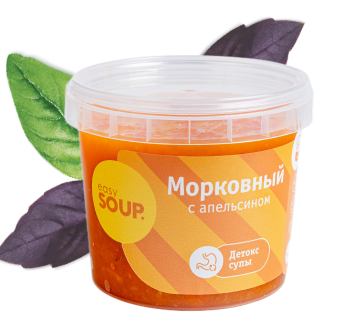 easy
SOUP.
Морковный
с апельсином
Детокс
супы